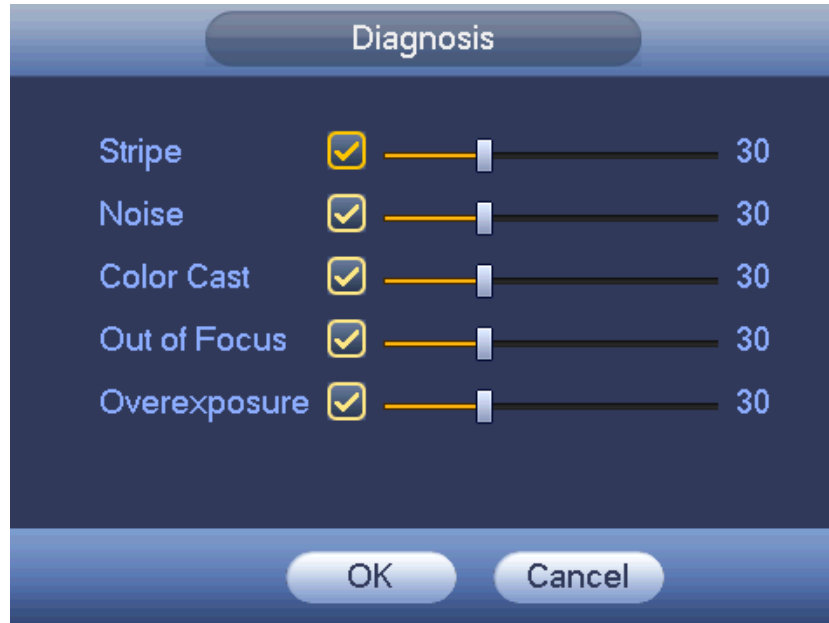 Diagnosis
Stripe 30
Noise 30
Color Cast 30
Out of Focus 30
Overexposure 30
OK Cancel